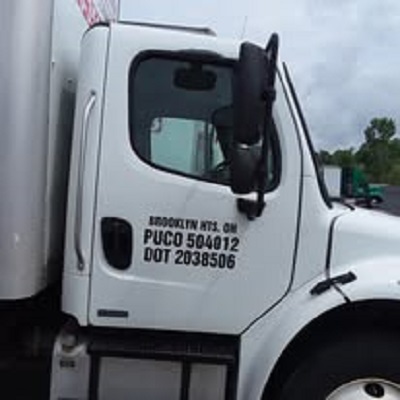 BROOKLYN HTS. OH
PUCO 504012
DOT 2038506